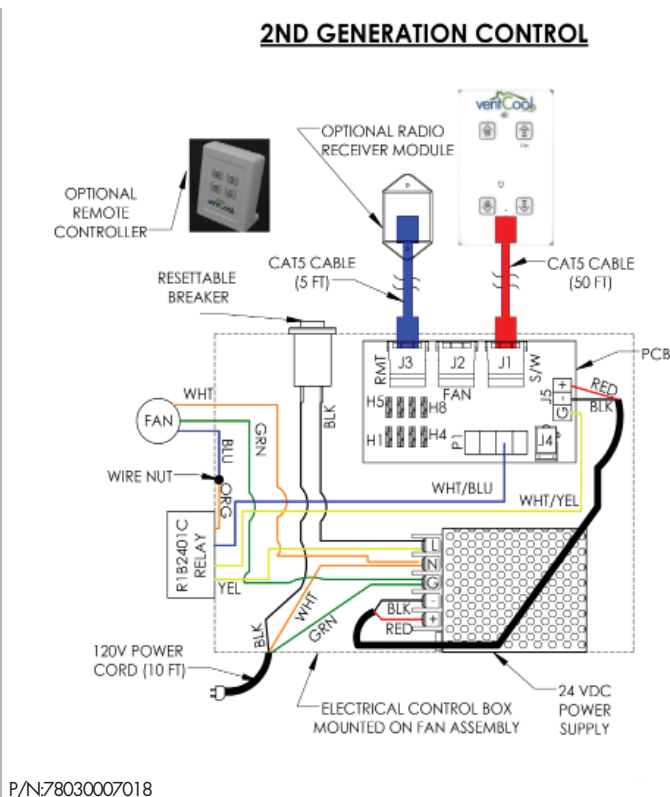 2ND GENERATION CONTROL
ventCool
OPTIONAL RADIO
RECEIVER MODULE
OPTIONAL
REMOTE
CONTROLLER
ventCool
CAT5 CABLE
(5 FT)
CAT5 CABLE
(50 FT)
RESETTABLE
BREAKER
PCB
RMT
J3
J2
J1
S/W
FAN
J5
+
-
G
RED
BLK
H5
H8
H1
H4
P1
J4
WHT
FAN
GRN
BLK
BLU
WIRE NUT
ORG
WHT/BLU
WHT/YEL
R1B2401C
RELAY
YEL
L
N
G
-
+
BLK
RED
BLK
WHT
GRN
120V POWER
CORD (10 FT)
ELECTRICAL CONTROL BOX
MOUNTED ON FAN ASSEMBLY
24 VDC
POWER
SUPPLY
P/N:78030007018